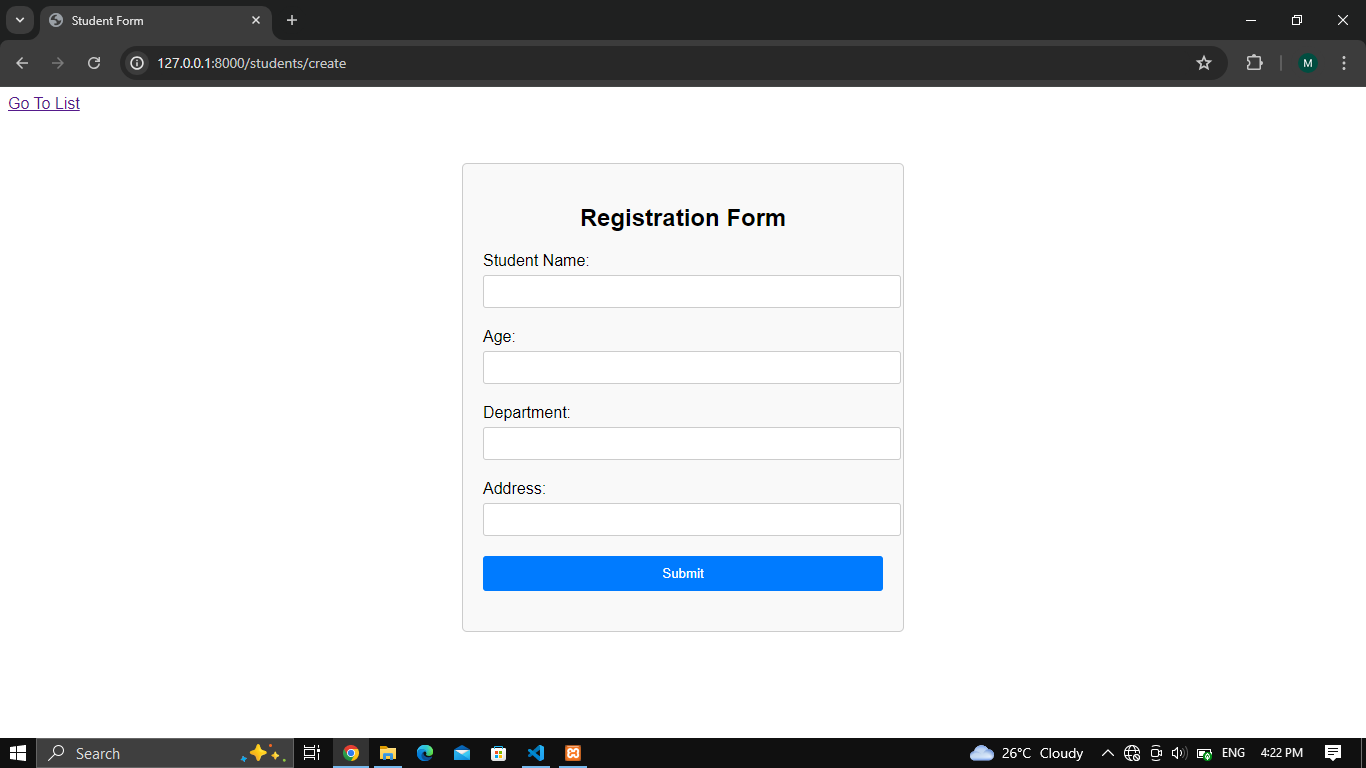 Student Form
127.0.0.1:8000/students/create
M
Go To List
Registration Form
Student Name:
Age:
Department:
Address:
Submit
Search
26°C Cloudy
ENG
4:22 PM